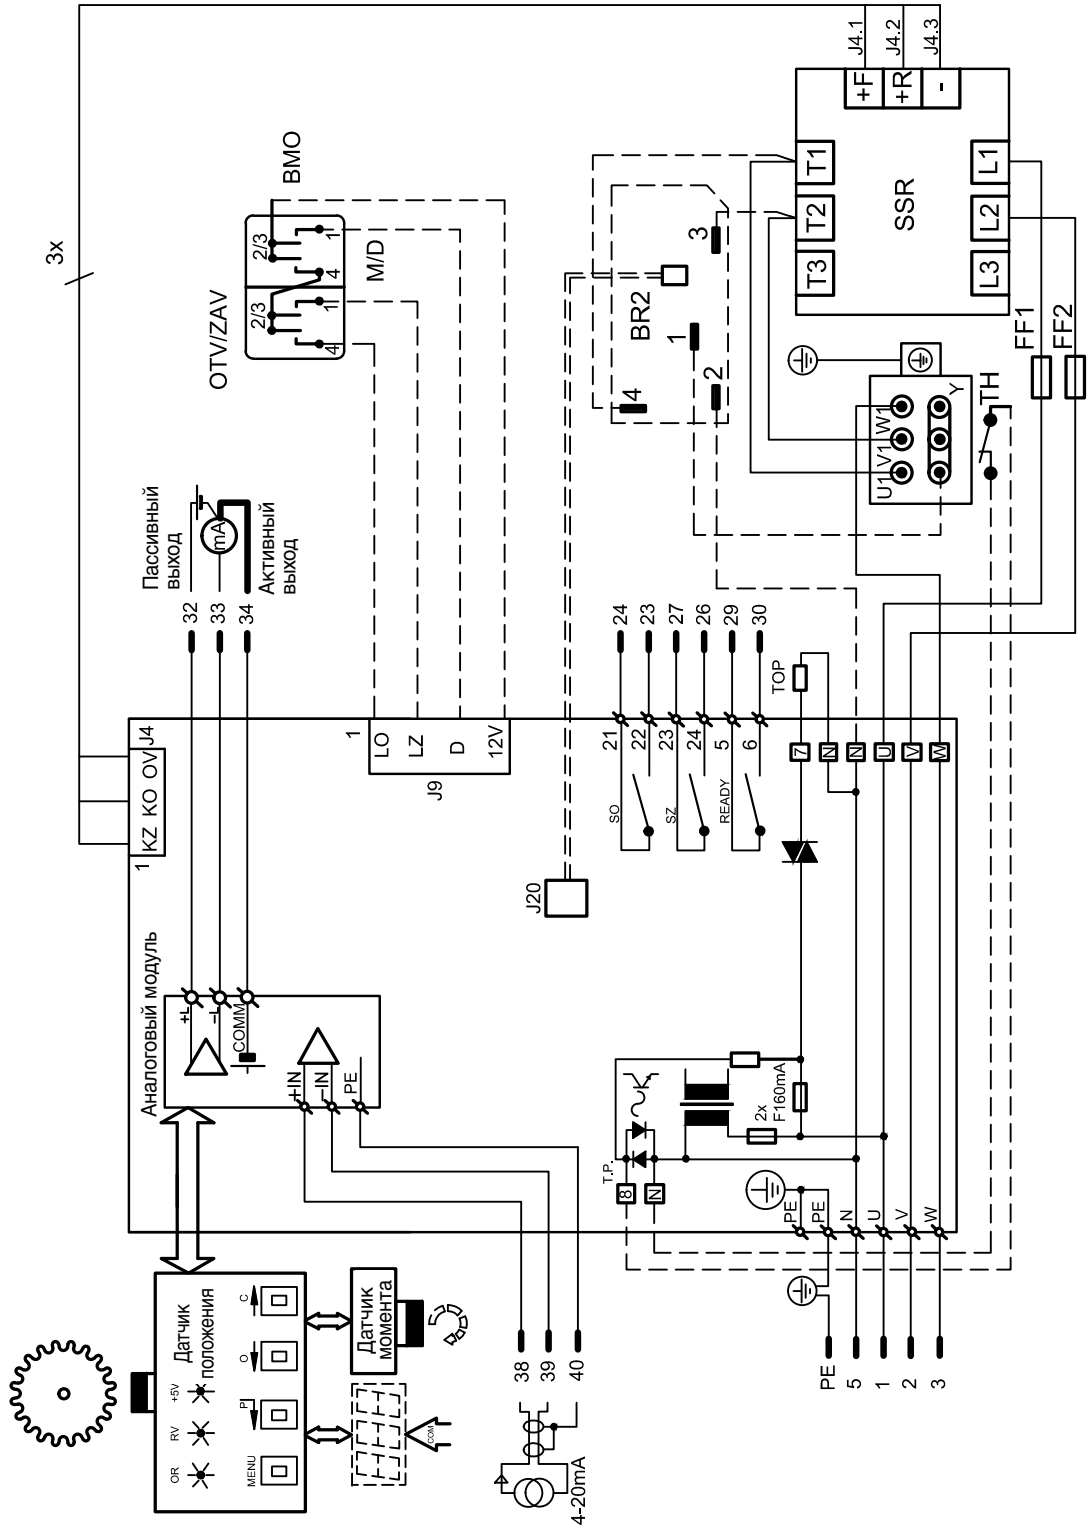 3x
J4.1
J4.2
J4.3
+F
+R
-
T1
T2
T3
L1
L2
L3
SSR
FF1
FF2
OTV/ZAV
BMO
M/D
2/3
2/3
4
1
4
1
BR2
1
2
3
4
TH
U1
V1
W1
Y
Пассивный
выход
mA
Активный
выход
32
33
34
J4
1
KZ
KO
OV
J9
1
LO
LZ
D
12V
J20
21
22
23
24
5
6
24
23
27
26
29
30
SO
SZ
READY
TOP
7
N
N
U
V
W
Аналоговый модуль
+L
–L
COMM
+IN
–IN
PE
T.P.
8
N
2x
F160mA
PE
PE
N
U
V
W
PE
5
1
2
3
Датчик
положения
OR
RV
+5V
MENU
P
O
C
Датчик
момента
COM
38
39
40
4-20mA